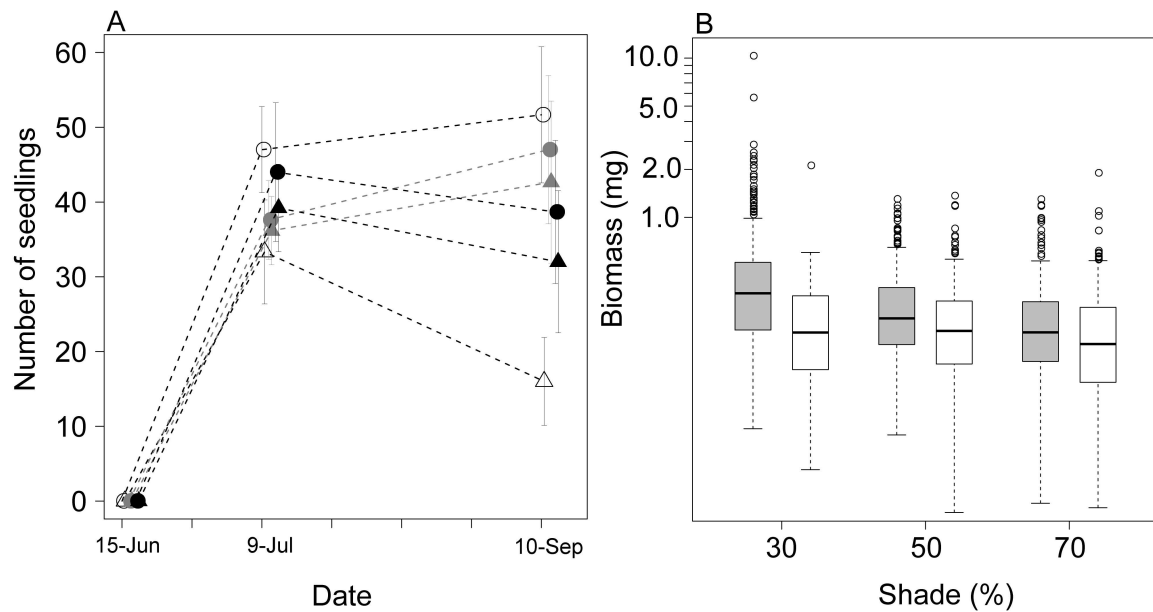 A
Number of seedlings
60
50
40
30
20
10
0
15-Jun
9-Jul
10-Sep
Date
B
Biomass (mg)
10.0
5.0
2.0
1.0
30
50
70
Shade (%)